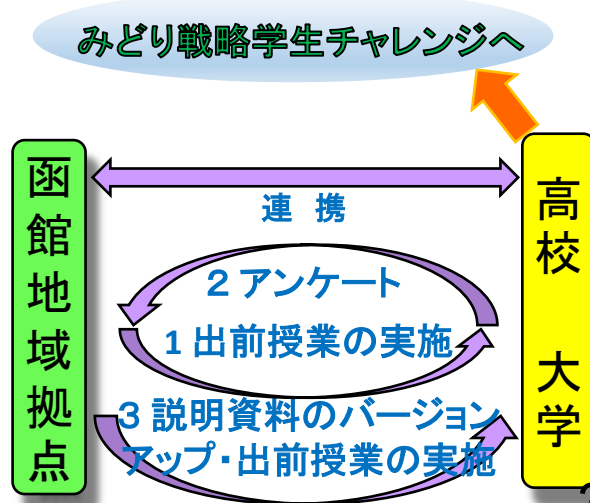 みどり戦略学生チャレンジへ
函館地域拠点
連 携
高校 大学
2 アンケート
1 出前授業の実施
3 説明資料のバージョン
アップ・出前授業の実施